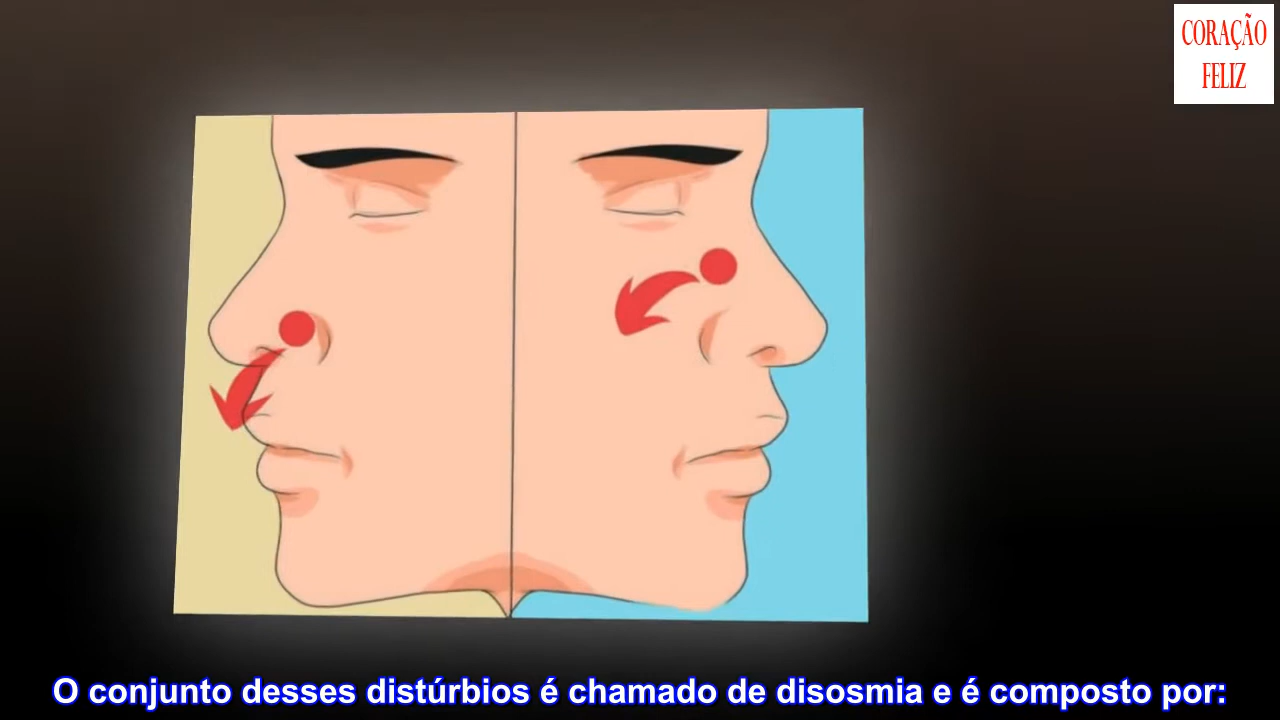 CORAÇÃO
FELIZ
O conjunto desses distúrbios é chamado de disosmia e é composto por: